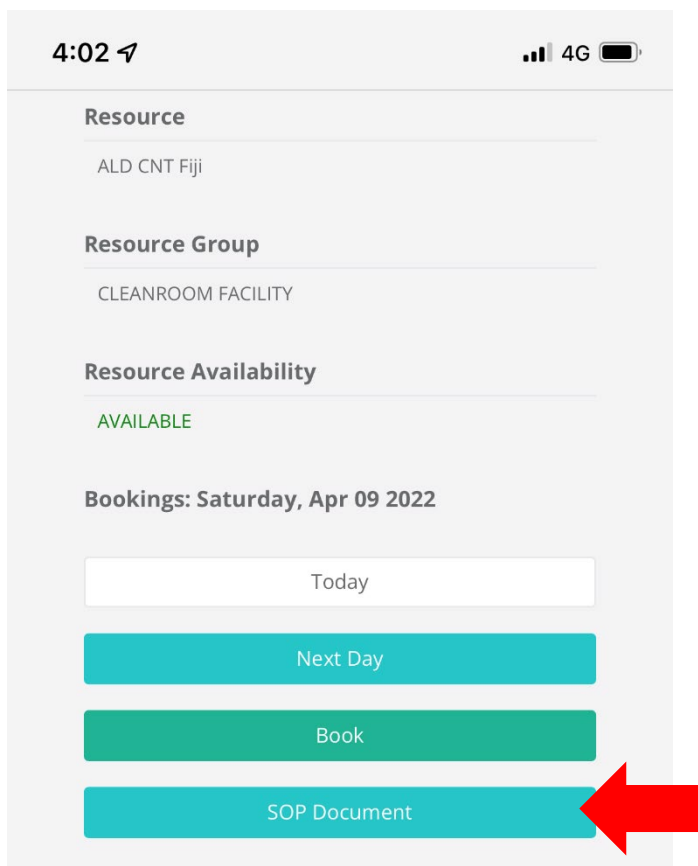 4:02
4G
Resource
ALD CNT Fiji
Resource Group
CLEANROOM FACILITY
Resource Availability
AVAILABLE
Bookings: Saturday, Apr 09 2022
Today
Next Day
Book
SOP Document